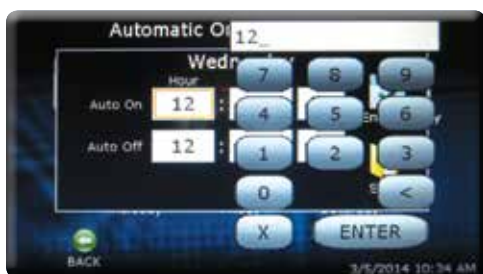 Automatic O
12_
Wedn
Hour
7 8 9
Auto On 12 : 4 5 6
Auto Off 12 : 1 2 3
0 <
X ENTER
BACK
3/5/2014 10:34 AM